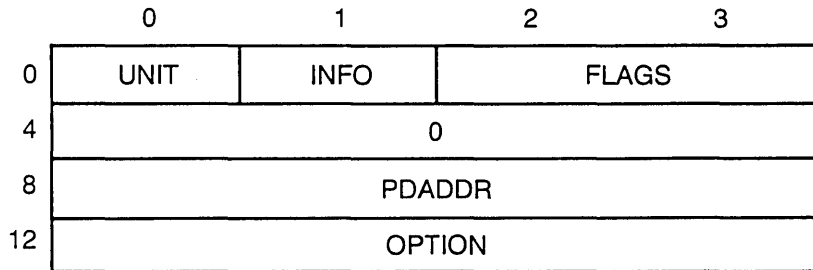 0 1 2 3
0 UNIT INFO FLAGS
4 0
8 PDADDR
12 OPTION